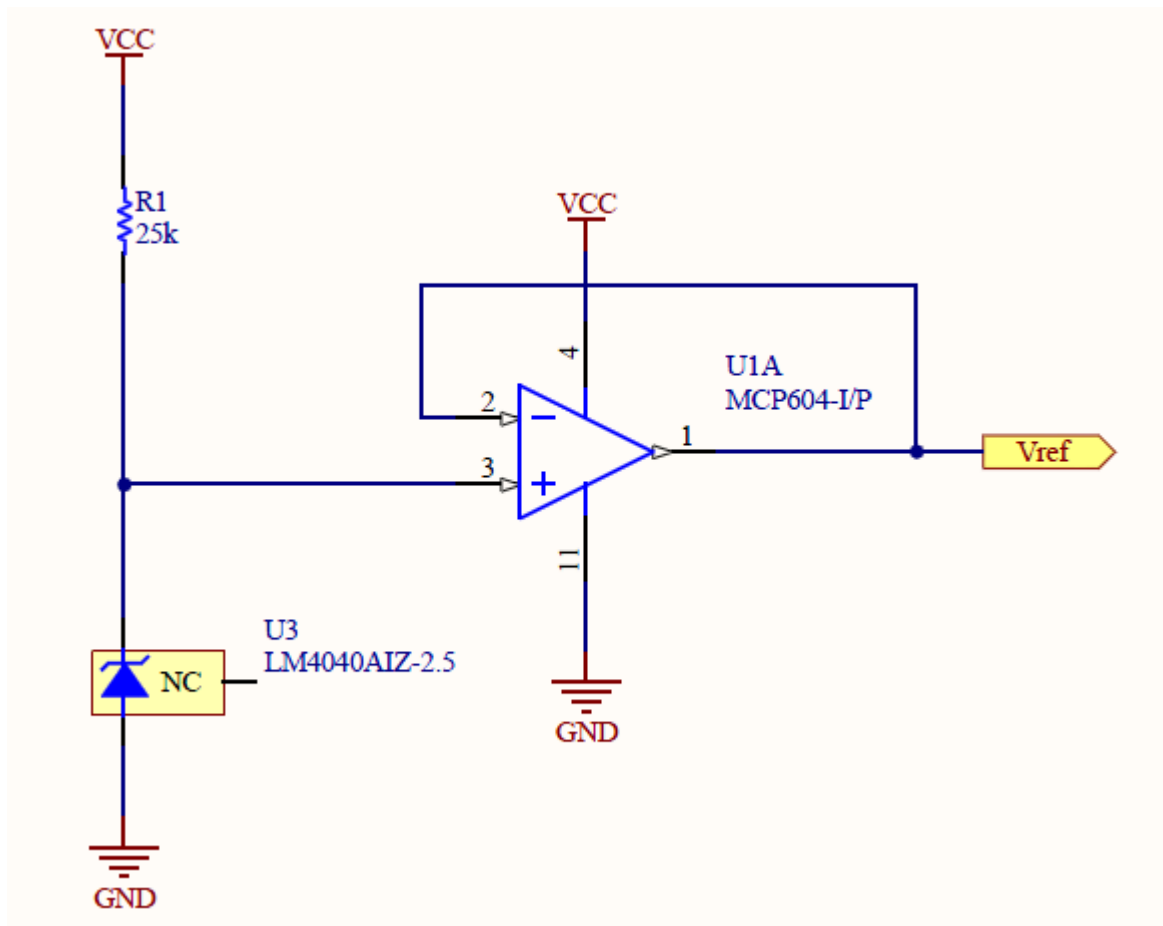 VCC
R1
25k
VCC
4
U1A
MCP604-I/P
2
1
Vref
3
11
U3
LM4040AIZ-2.5
NC
GND
GND